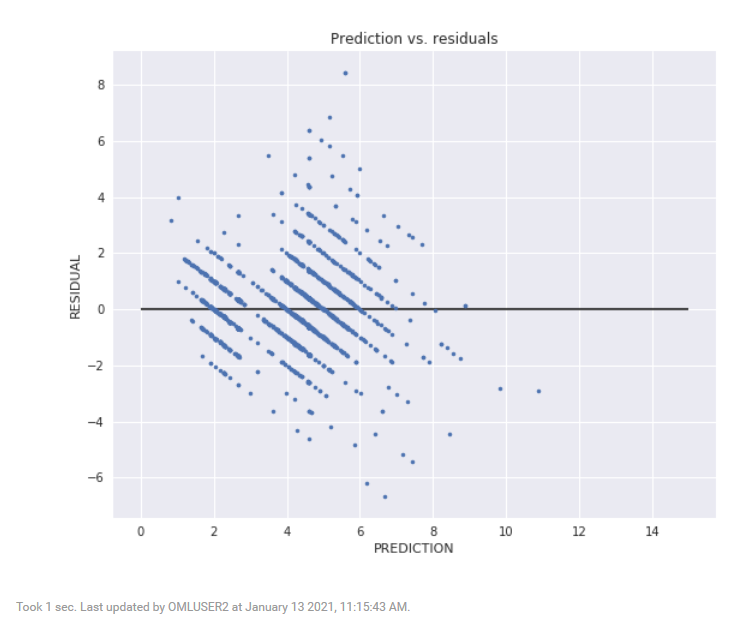 Prediction vs. residuals
8
6
4
2
0
−2
−4
−6
RESIDUAL
0 2 4 6 8 10 12 14
PREDICTION
Took 1 sec. Last updated by OMLUSER2 at January 13 2021, 11:15:43 AM.